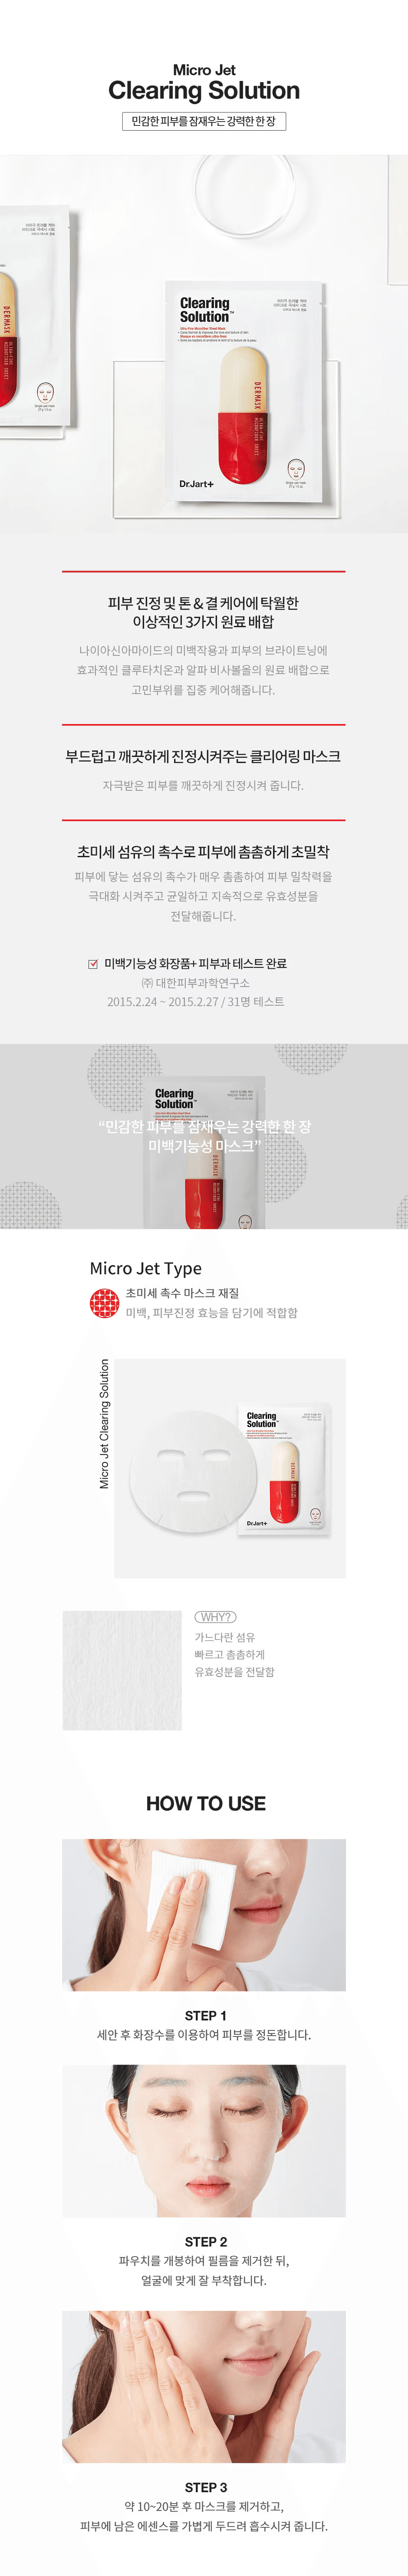 Micro Jet
Clearing Solution
민감한 피부를 잠재우는 강력한 한 장
DERMASK
ULTRA-FINE
MICROFIBER SHEET
Clearing
Solution™
DERMASK
ULTRA-FINE
MICROFIBER SHEET
Dr.Jart+
피부 진정 및 톤 & 결 케어에 탁월한
이상적인 3가지 원료 배합
나이아신아마이드의 미백작용과 피부의 브라이트닝에
효과적인 글루타치온과 알파 비사볼올의 원료 배합으로
고민부위를 집중 케어해줍니다.
부드럽고 깨끗하게 진정시켜주는 클리어링 마스크
자극받은 피부를 깨끗하게 진정시켜 줍니다.
초미세 섬유의 촉수로 피부에 촘촘하게 초밀착
피부에 닿는 섬유의 촉수가 매우 촘촘하여 피부 밀착력을
극대화 시켜주고 균일하고 지속적으로 유효성분을
전달해줍니다.
미백기능성 화장품+ 피부과 테스트 완료
㈜ 대한피부과학연구소
2015.2.24 ~ 2015.2.27 / 31명 테스트
Clearing
Solution™
“민감한 피부를 잠재우는 강력한 한 장
미백기능성 마스크”
Micro Jet Type
초미세 촉수 마스크 재질
미백, 피부진정 효능을 담기에 적합함
Micro Jet Clearing Solution
Clearing
Solution™
DERMASK
Dr.Jart+
WHY?
가느다란 섬유
빠르고 촘촘하게
유효성분을 전달함
HOW TO USE
STEP 1
세안 후 화장수를 이용하여 피부를 정돈합니다.
STEP 2
파우치를 개봉하여 필름을 제거한 뒤,
얼굴에 맞게 잘 부착합니다.
STEP 3
약 10~20분 후 마스크를 제거하고,
피부에 남은 에센스를 가볍게 두드려 흡수시켜 줍니다.